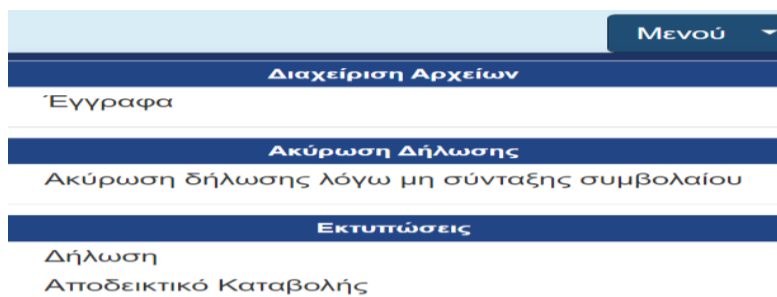 Μενού
Διαχείριση Αρχείων
Έγγραφα
Ακύρωση Δήλωσης
Ακύρωση δήλωσης λόγω μη σύνταξης συμβολαίου
Εκτυπώσεις
Δήλωση
Αποδεικτικό Καταβολής